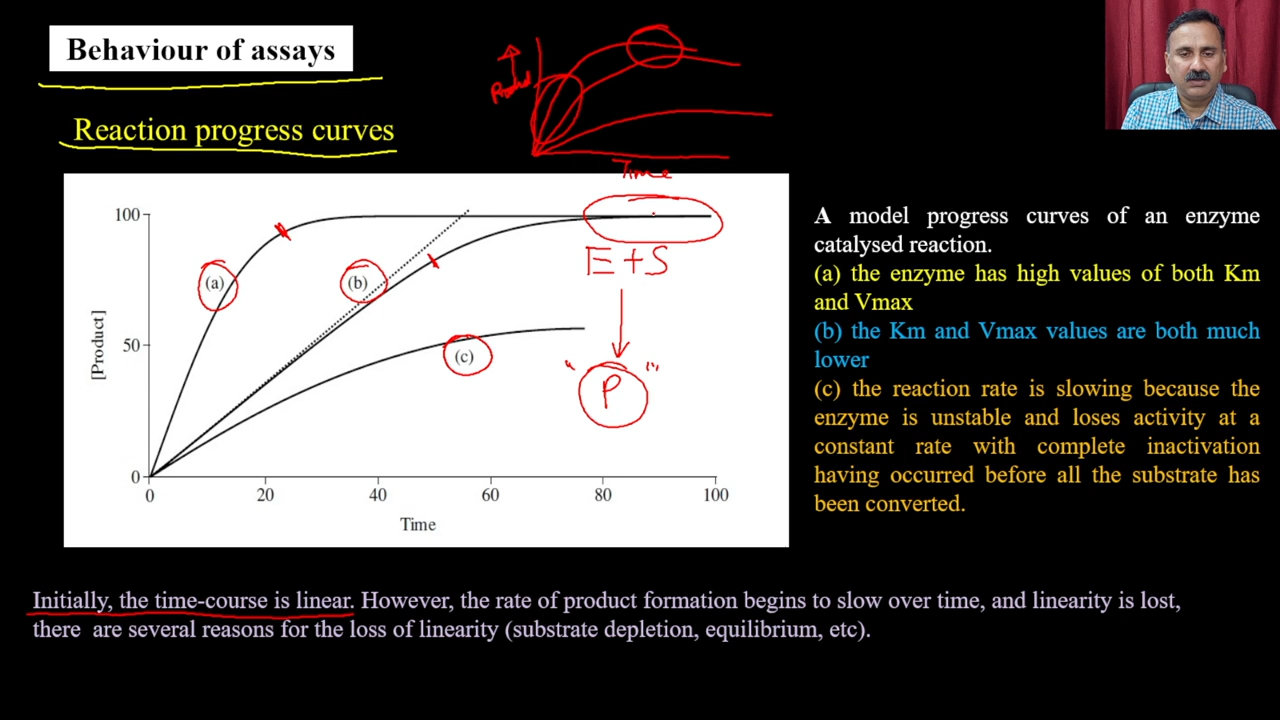 Behaviour of assays
Reaction progress curves
Product
Time
100
50
0
[Product]
(a)
(b)
(c)
E+S
"P"
0 20 40 60 80 100
Time
A model progress curves of an enzyme
catalysed reaction.
(a) the enzyme has high values of both Km
and Vmax
(b) the Km and Vmax values are both much
lower
(c) the reaction rate is slowing because the
enzyme is unstable and loses activity at a
constant rate with complete inactivation
having occurred before all the substrate has
been converted.
Initially, the time-course is linear. However, the rate of product formation begins to slow over time, and linearity is lost,
there are several reasons for the loss of linearity (substrate depletion, equilibrium, etc).